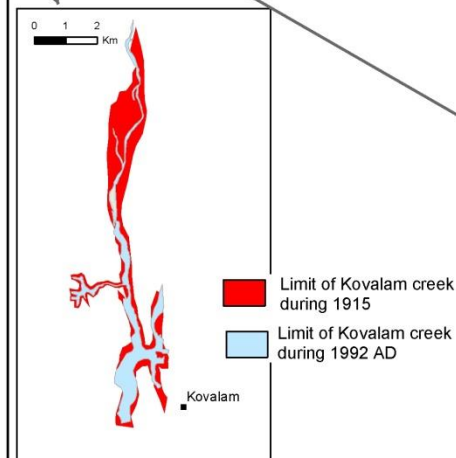 0 1 2
Km
Limit of Kovalam creek
during 1915
Limit of Kovalam creek
during 1992 AD
Kovalam